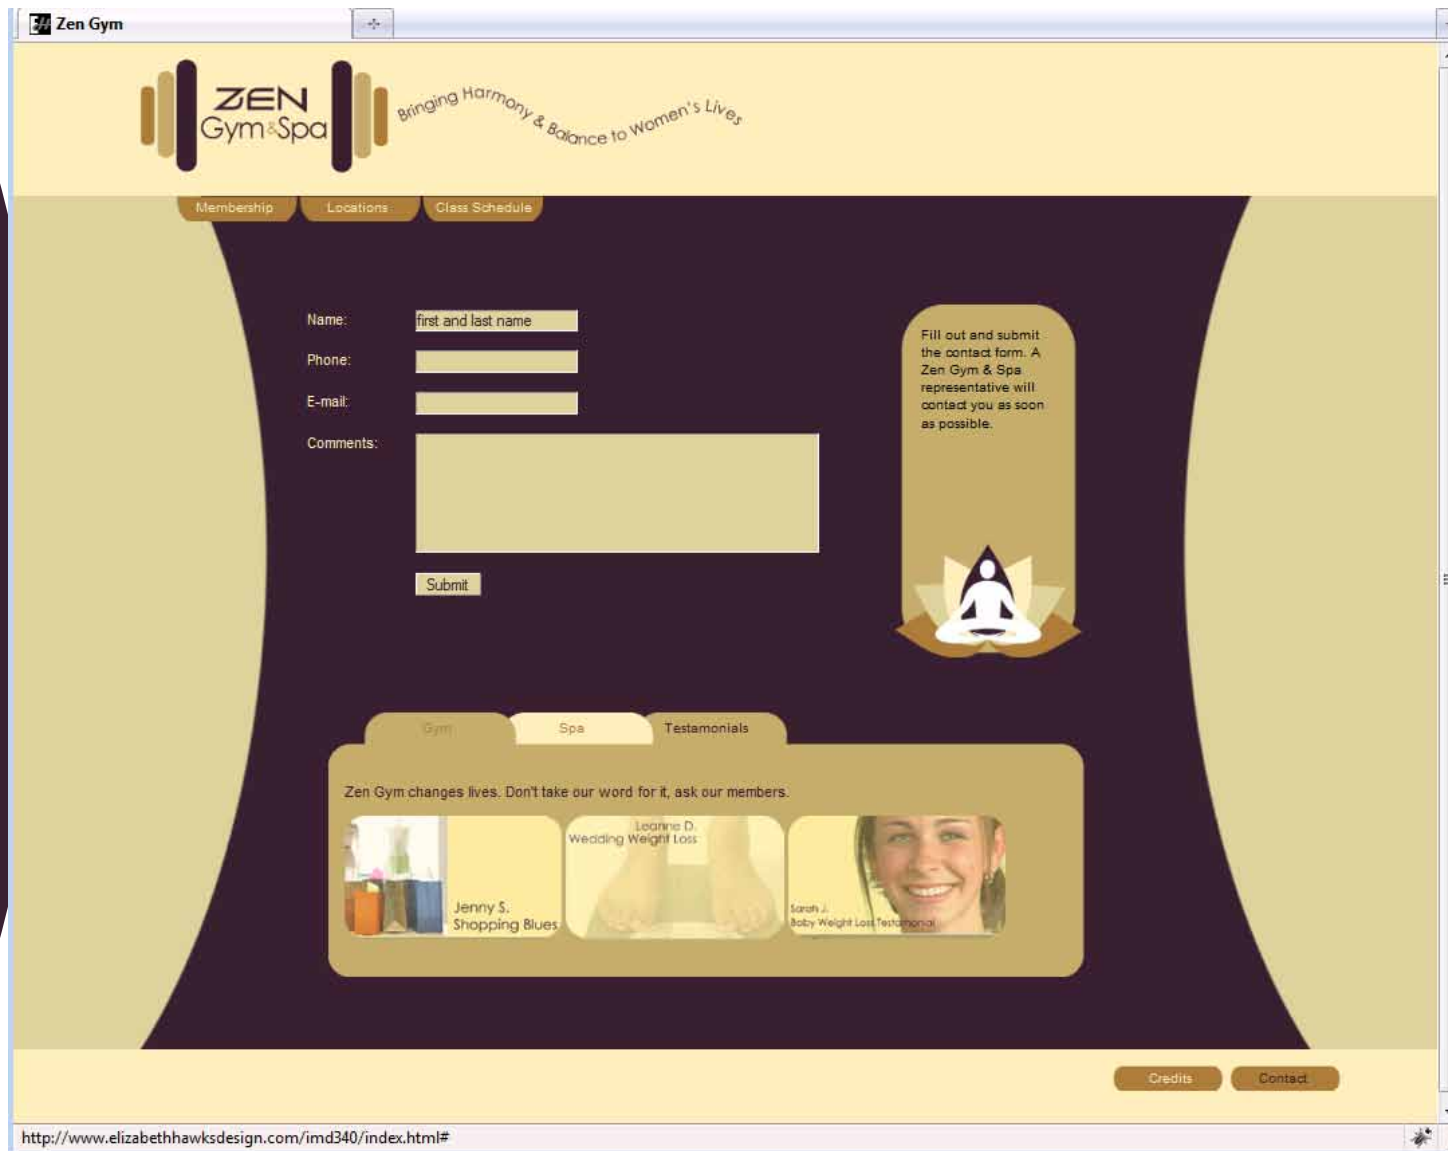 Zen Gym
ZEN
Gym&Spa
Bringing Harmony & Balance to Women's Lives
Membership
Locations
Class Schedule
Name:
first and last name
Phone:
E-mail:
Comments:
Submit
Fill out and submit
the contact form. A
Zen Gym & Spa
representative will
contact you as soon
as possible.
Gym
Spa
Testamonials
Zen Gym changes lives. Don't take our word for it, ask our members.
Jenny S.
Shopping Blues
Leanne D.
Wedding Weight Loss
Sarah J.
Baby Weight Loss Testamonial
Credits
Contact
http://www.elizabethhawksdesign.com/imd340/index.html#